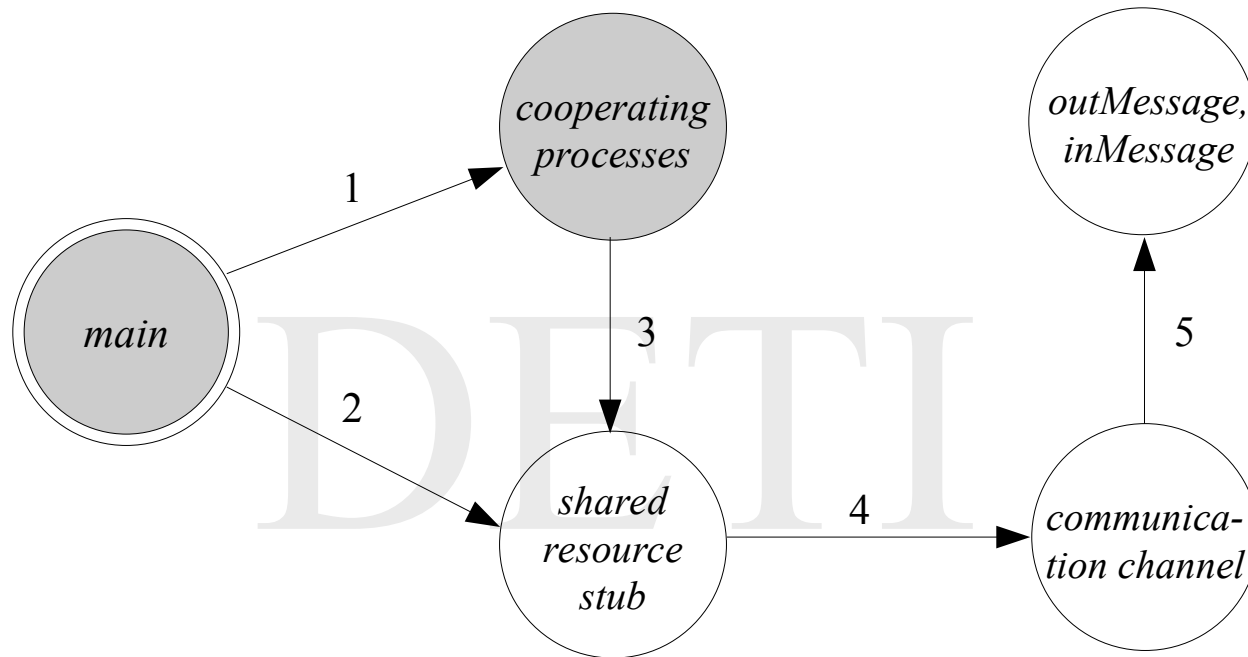 cooperating
processes
outMessage,
inMessage
1
main
3
5
2
DETI
shared
resource
stub
4
communica-
tion channel